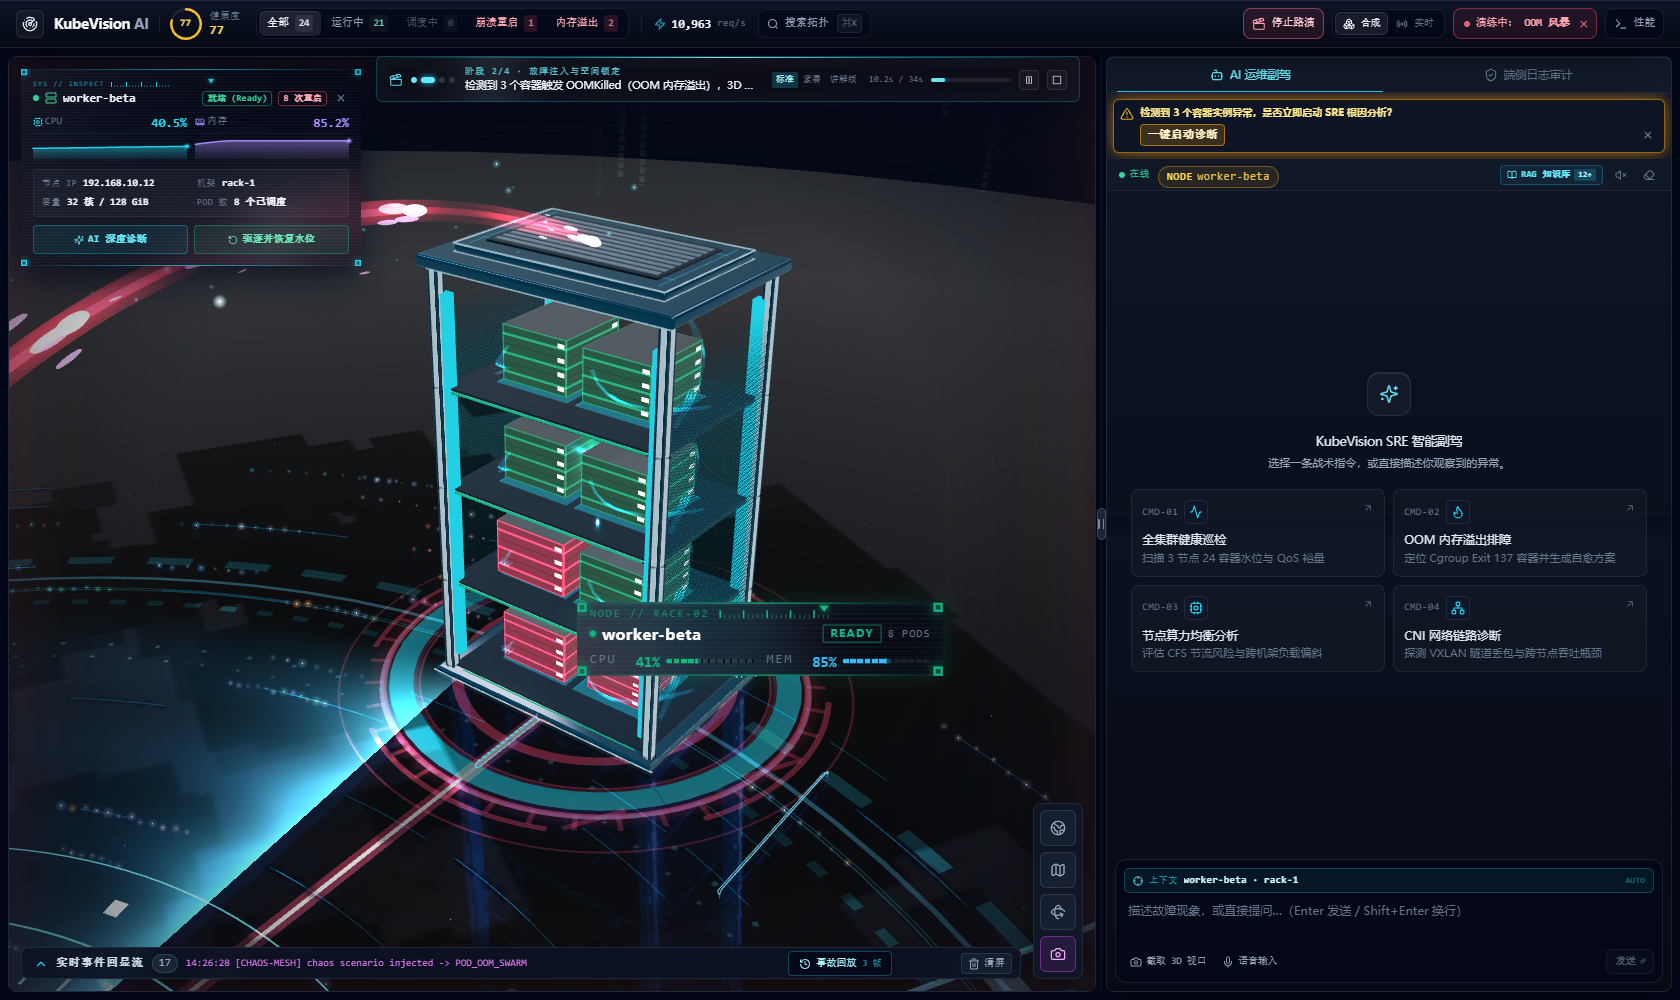 KubeVision AI
77
健康度
77
全部 24
运行中 21
调度中 0
崩溃重启 1
内存溢出 2
10,963 req/s
搜索拓扑 ⌘K
停止路演
合成
实时
演练中: OOM 风暴 ×
性能
SYS // INSPECT
worker-beta
就绪 (Ready)
8 次重启
CPU 40.5%
内存 85.2%
节点 IP 192.168.10.12
机架 rack-1
容量 32 核 / 128 GiB
POD 数 8 个已调度
AI 深度诊断
驱逐并恢复水位
阶段 2/4 · 故障注入与空间锁定
检测到 3 个容器触发 OOMKilled（OOM 内存溢出），3D ...
标准 紧凑 讲解版
10.2s / 34s
NODE // RACK-02
worker-beta
READY 8 PODS
CPU 41% MEM 85%
实时事件回显流 17
14:26:28 [CHAOS-MESH] chaos scenario injected -> POD_OOM_SWARM
事故回放 3 帧
清屏
AI 运维副驾
端侧日志审计
检测到 3 个容器实例异常，是否立即启动 SRE 根因分析？
一键启动诊断
在线
NODE worker-beta
RAG 知识库 12+
KubeVision SRE 智能副驾
选择一条战术指令，或直接描述你观察到的异常。
CMD-01
全集群健康巡检
扫描 3 节点 24 容器水位与 QoS 裕量
CMD-02
OOM 内存溢出排障
定位 Cgroup Exit 137 容器并生成自愈方案
CMD-03
节点算力均衡分析
评估 CFS 节流风险与跨机架负载偏斜
CMD-04
CNI 网络链路诊断
探测 VXLAN 隧道丢包与跨节点吞吐瓶颈
上下文 worker-beta · rack-1
AUTO
描述故障现象，或直接提问...（Enter 发送 / Shift+Enter 换行）
截取 3D 视口
语音输入
发送